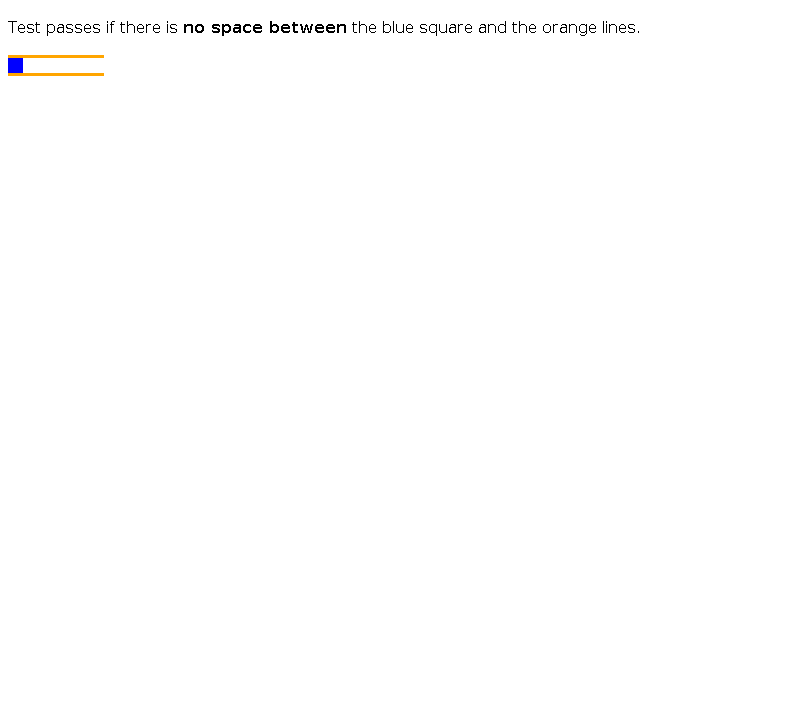 Test passes if there is no space between the blue square and the orange lines.